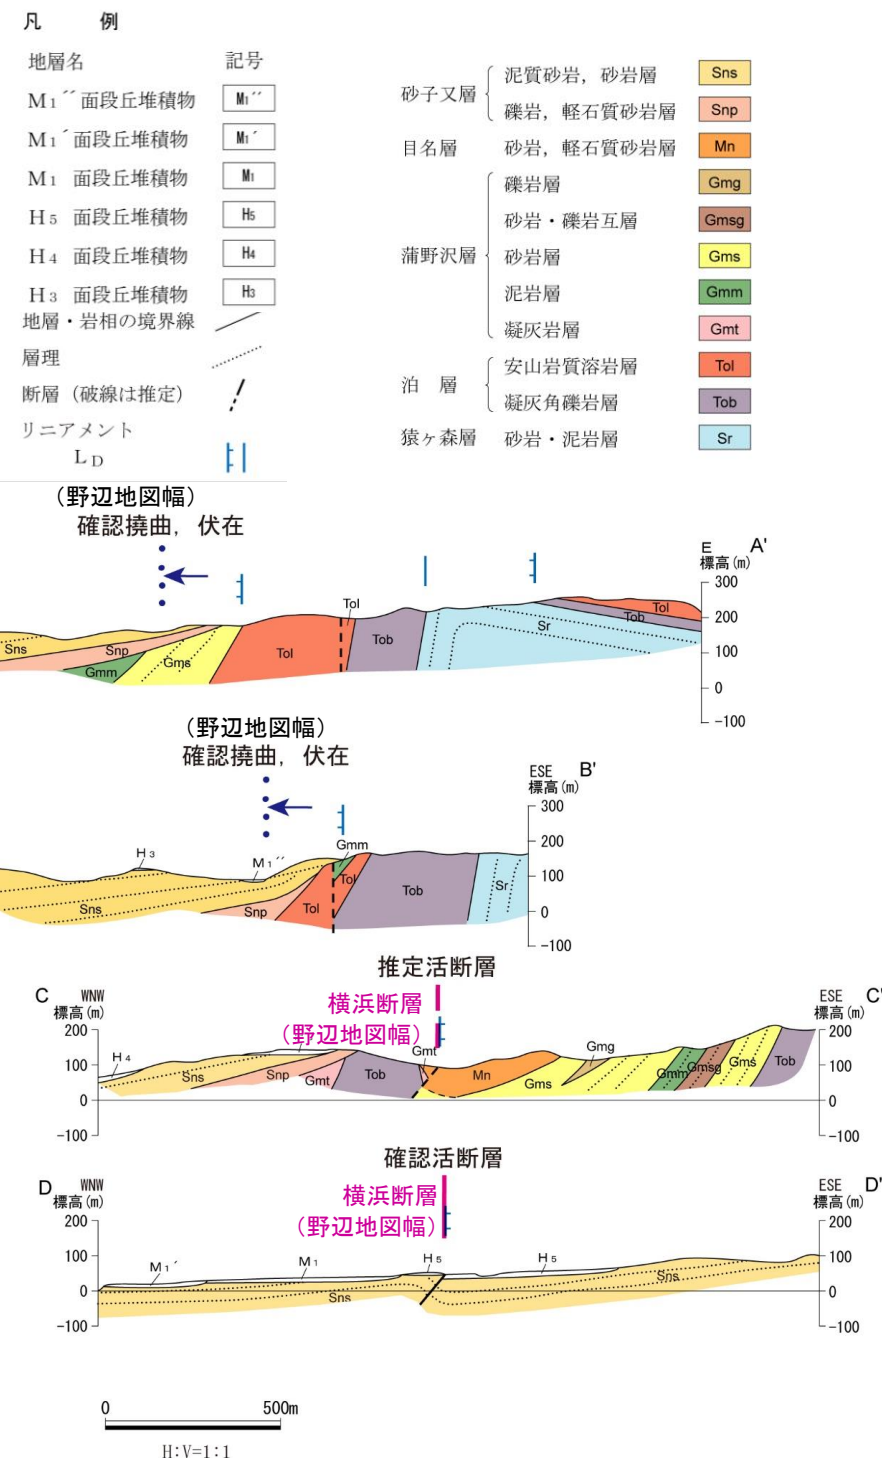 凡 例
地層名 記号
M₁´´面段丘堆積物 M₁´´
M₁´面段丘堆積物 M₁´
M₁ 面段丘堆積物 M₁
H₅ 面段丘堆積物 H₅
H₄ 面段丘堆積物 H₄
H₃ 面段丘堆積物 H₃
地層・岩相の境界線
層理
断層（破線は推定）
リニアメント
L_D
砂子又層 泥質砂岩，砂岩層 Sns
礫岩，軽石質砂岩層 Snp
目名層 砂岩，軽石質砂岩層 Mn
蒲野沢層 礫岩層 Gmg
砂岩・礫岩互層 Gmsg
砂岩層 Gms
泥岩層 Gmm
凝灰岩層 Gmt
泊 層 安山岩質溶岩層 Tol
凝灰角礫岩層 Tob
猿ヶ森層 砂岩・泥岩層 Sr
（野辺地図幅）
確認撓曲，伏在
E A'
標高(m)
300
200
100
0
-100
Sns Snp Gmm Gms Tol Tol Tob Sr Tob Tol
（野辺地図幅）
確認撓曲，伏在
ESE B'
標高(m)
300
200
100
0
-100
H₃ M₁´´ Gmm
Sns Snp Tol Tol Tob Sr
推定活断層
横浜断層
（野辺地図幅）
C WNW ESE C'
標高(m) 標高(m)
200 200
100 100
0 0
-100 -100
H₄ Gmt Gmg
Sns Snp Gmt Tob Mn Gms Gmm Gmsg Gms Tob
確認活断層
横浜断層
（野辺地図幅）
D WNW ESE D'
標高(m) 標高(m)
200 200
100 100
0 0
-100 -100
M₁´ M₁ H₅ H₅
Sns Sns
0 500m
H:V=1:1